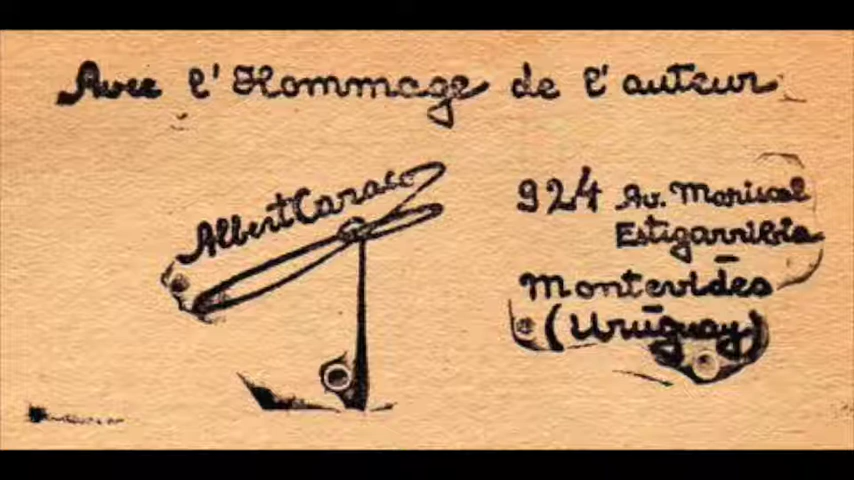 Avec l'Hommage de l'auteur
Albert Caraco
924 Av. Mariscal
Estigarribia
Montevideo
(Uruguay)